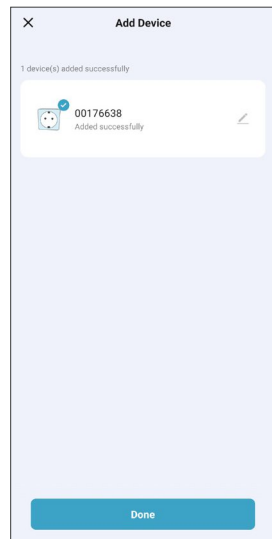 Add Device
1 device(s) added successfully
00176638
Added successfully
Done